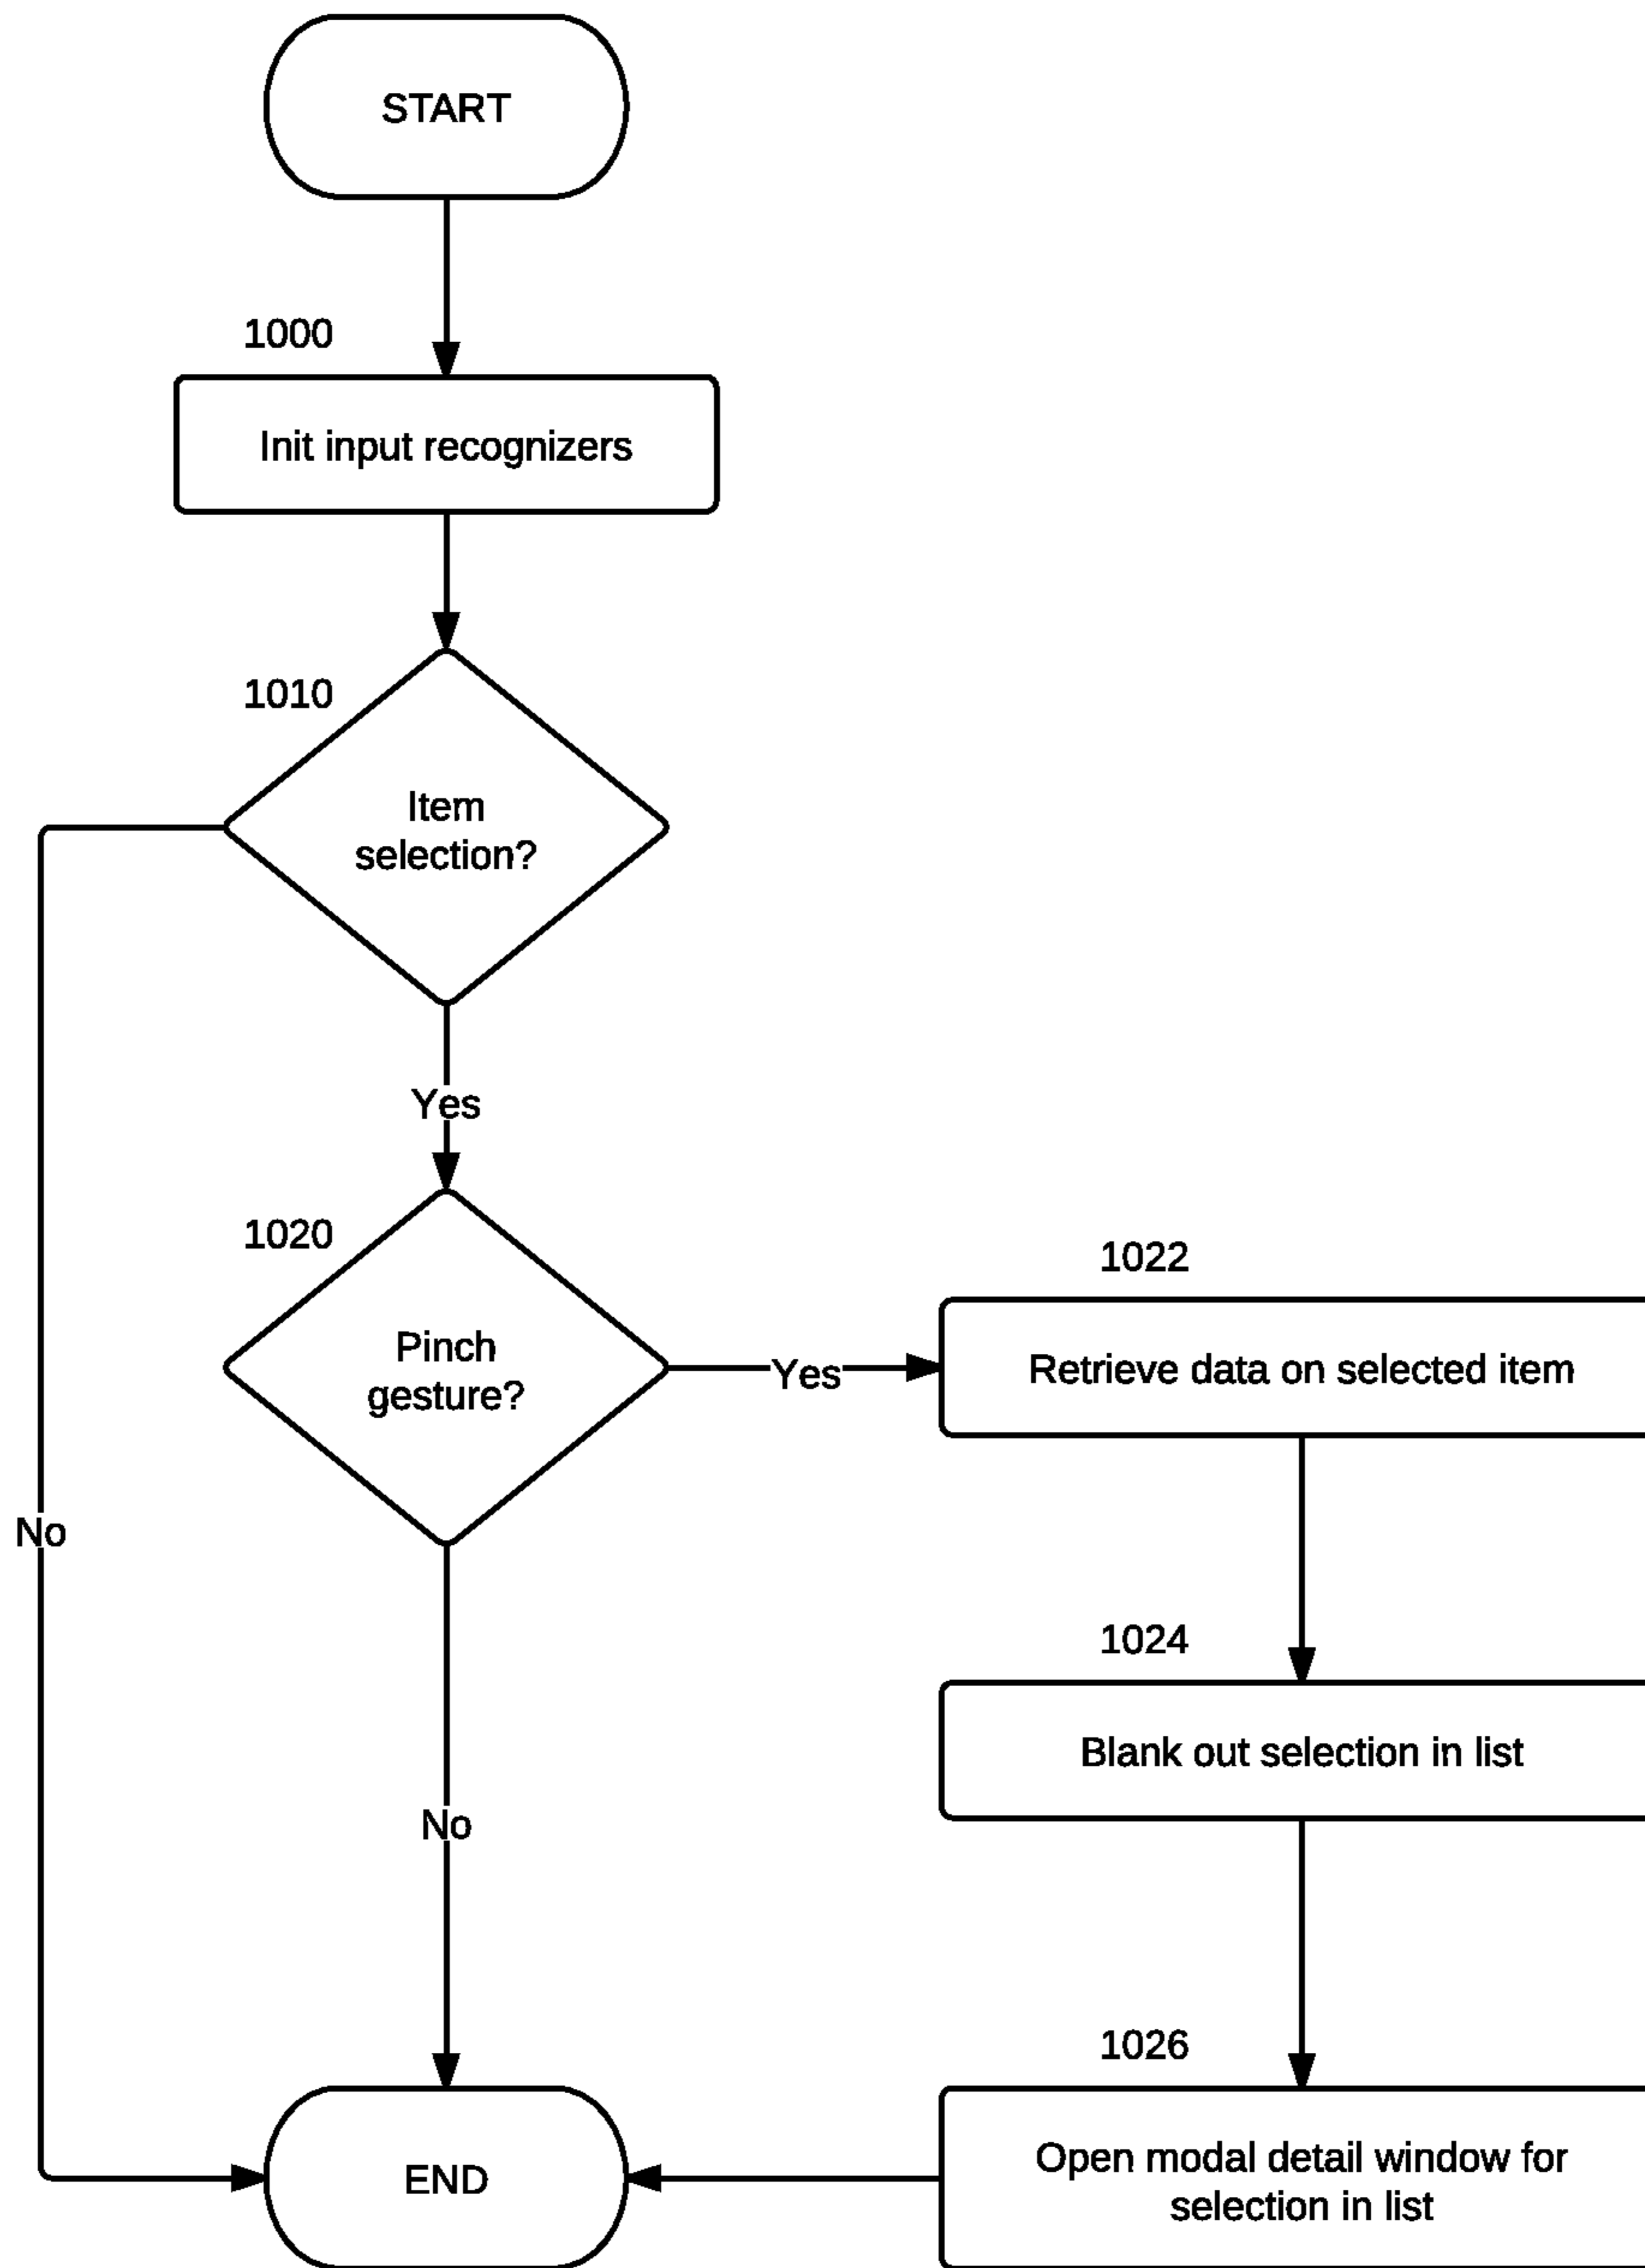 START
1000
Init input recognizers
1010
Item
selection?
Yes
1020
Pinch
gesture?
Yes
1022
Retrieve data on selected item
No
1024
Blank out selection in list
No
1026
Open modal detail window for
selection in list
END